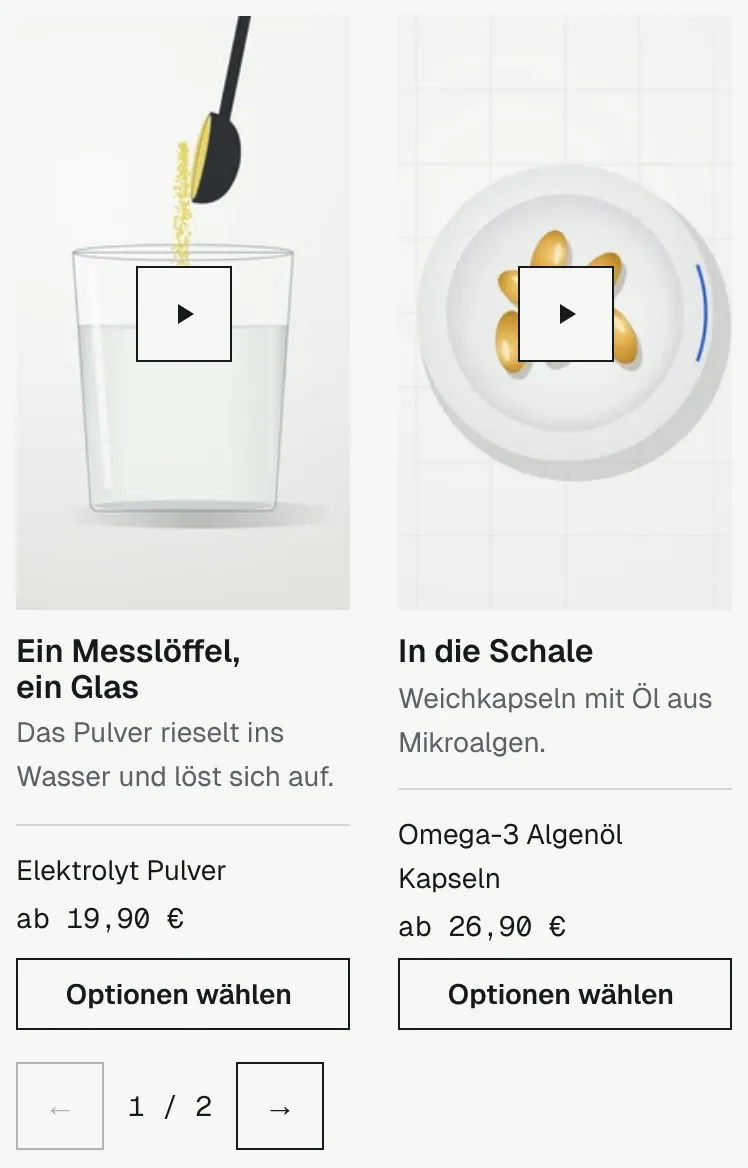 Ein Messlöffel,
ein Glas
Das Pulver rieselt ins
Wasser und löst sich auf.
Elektrolyt Pulver
ab 19,90 €
Optionen wählen
In die Schale
Weichkapseln mit Öl aus
Mikroalgen.
Omega-3 Algenöl
Kapseln
ab 26,90 €
Optionen wählen
← 1 / 2 →